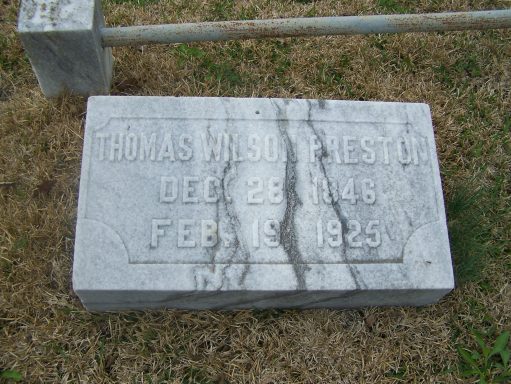 THOMAS WILSON PRESTON
DEC. 28 1846
FEB. 19 1925